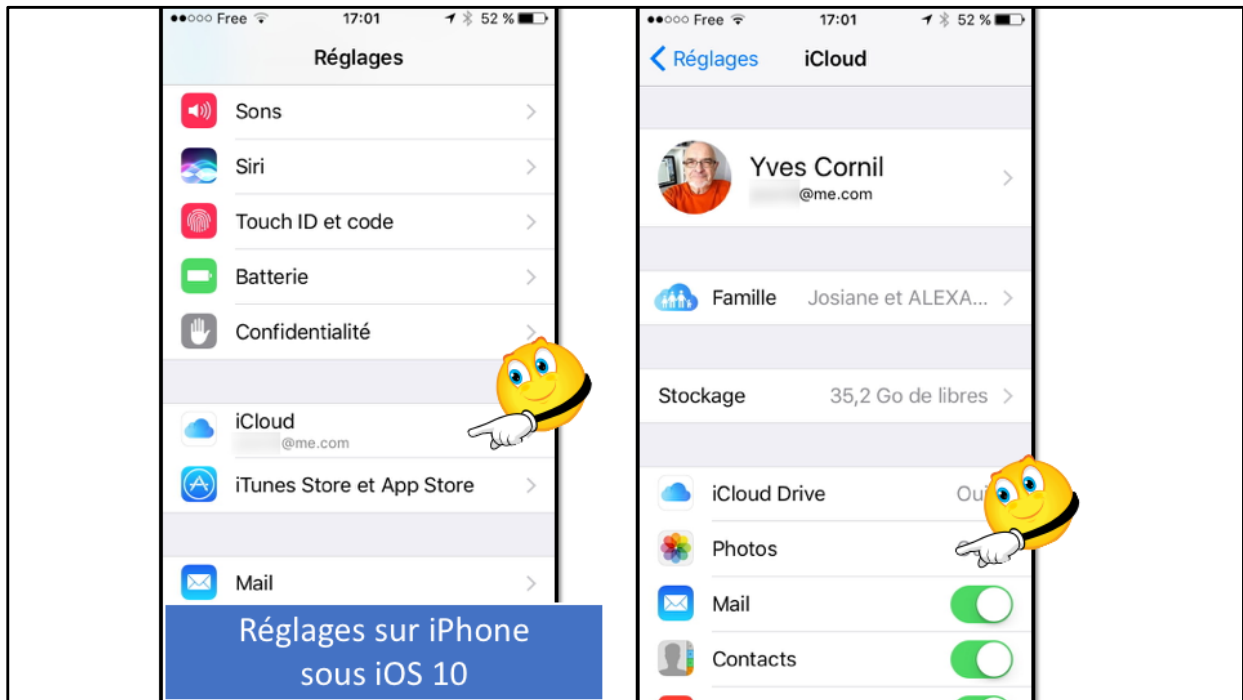 Free 17:01 52 %
Réglages
Sons
Siri
Touch ID et code
Batterie
Confidentialité
iCloud
@me.com
iTunes Store et App Store
Mail
Réglages sur iPhone
sous iOS 10
Free 17:01 52 %
Réglages iCloud
Yves Cornil
@me.com
Famille Josiane et ALEXA...
Stockage 35,2 Go de libres
iCloud Drive
Photos
Mail
Contacts